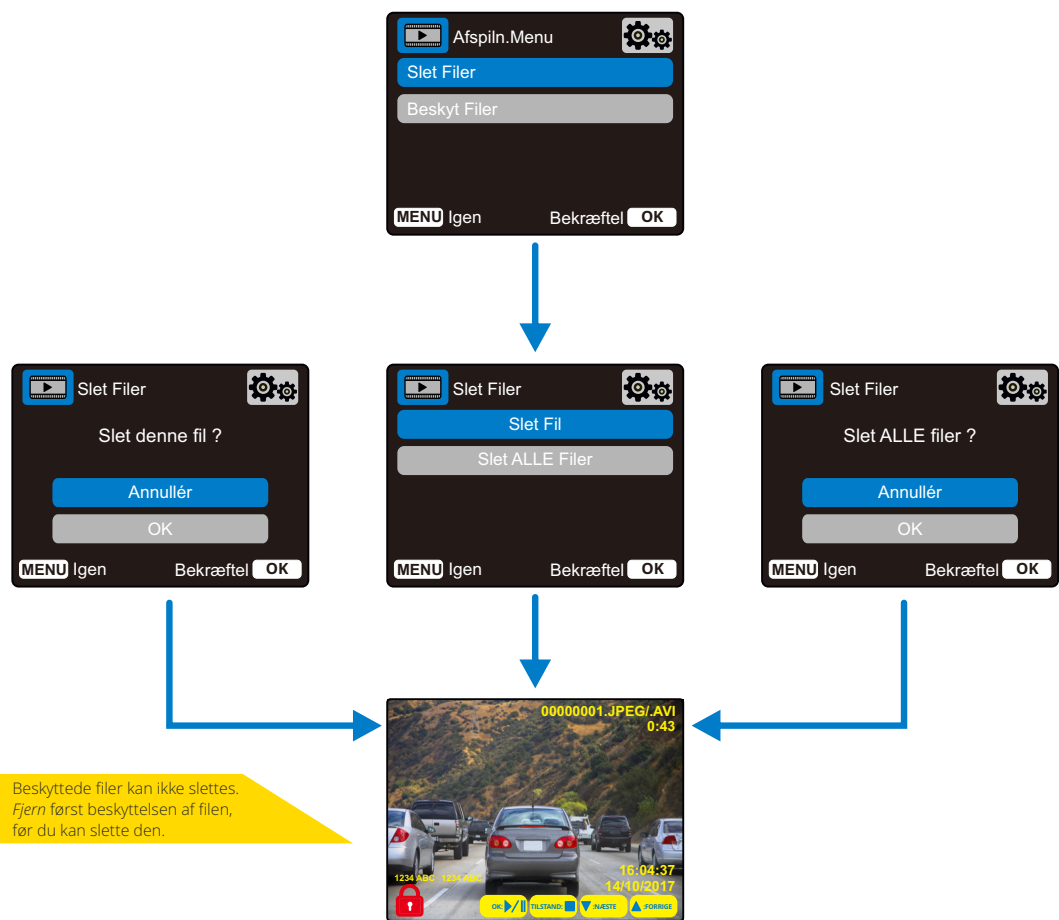 Afspiln.Menu
Slet Filer
Beskyt Filer
MENU Igen Bekræftel OK
Slet Filer
Slet denne fil ?
Annullér
OK
MENU Igen Bekræftel OK
Slet Filer
Slet Fil
Slet ALLE Filer
MENU Igen Bekræftel OK
Slet Filer
Slet ALLE filer ?
Annullér
OK
MENU Igen Bekræftel OK
00000001.JPEG/.AVI
0:43
Beskyttede filer kan ikke slettes.
Fjern først beskyttelsen af filen,
før du kan slette den.
16:04:37
1234 ABC 1234 ABC
14/10/2017
OK: TILSTAND: :NÆSTE :FORRIGE